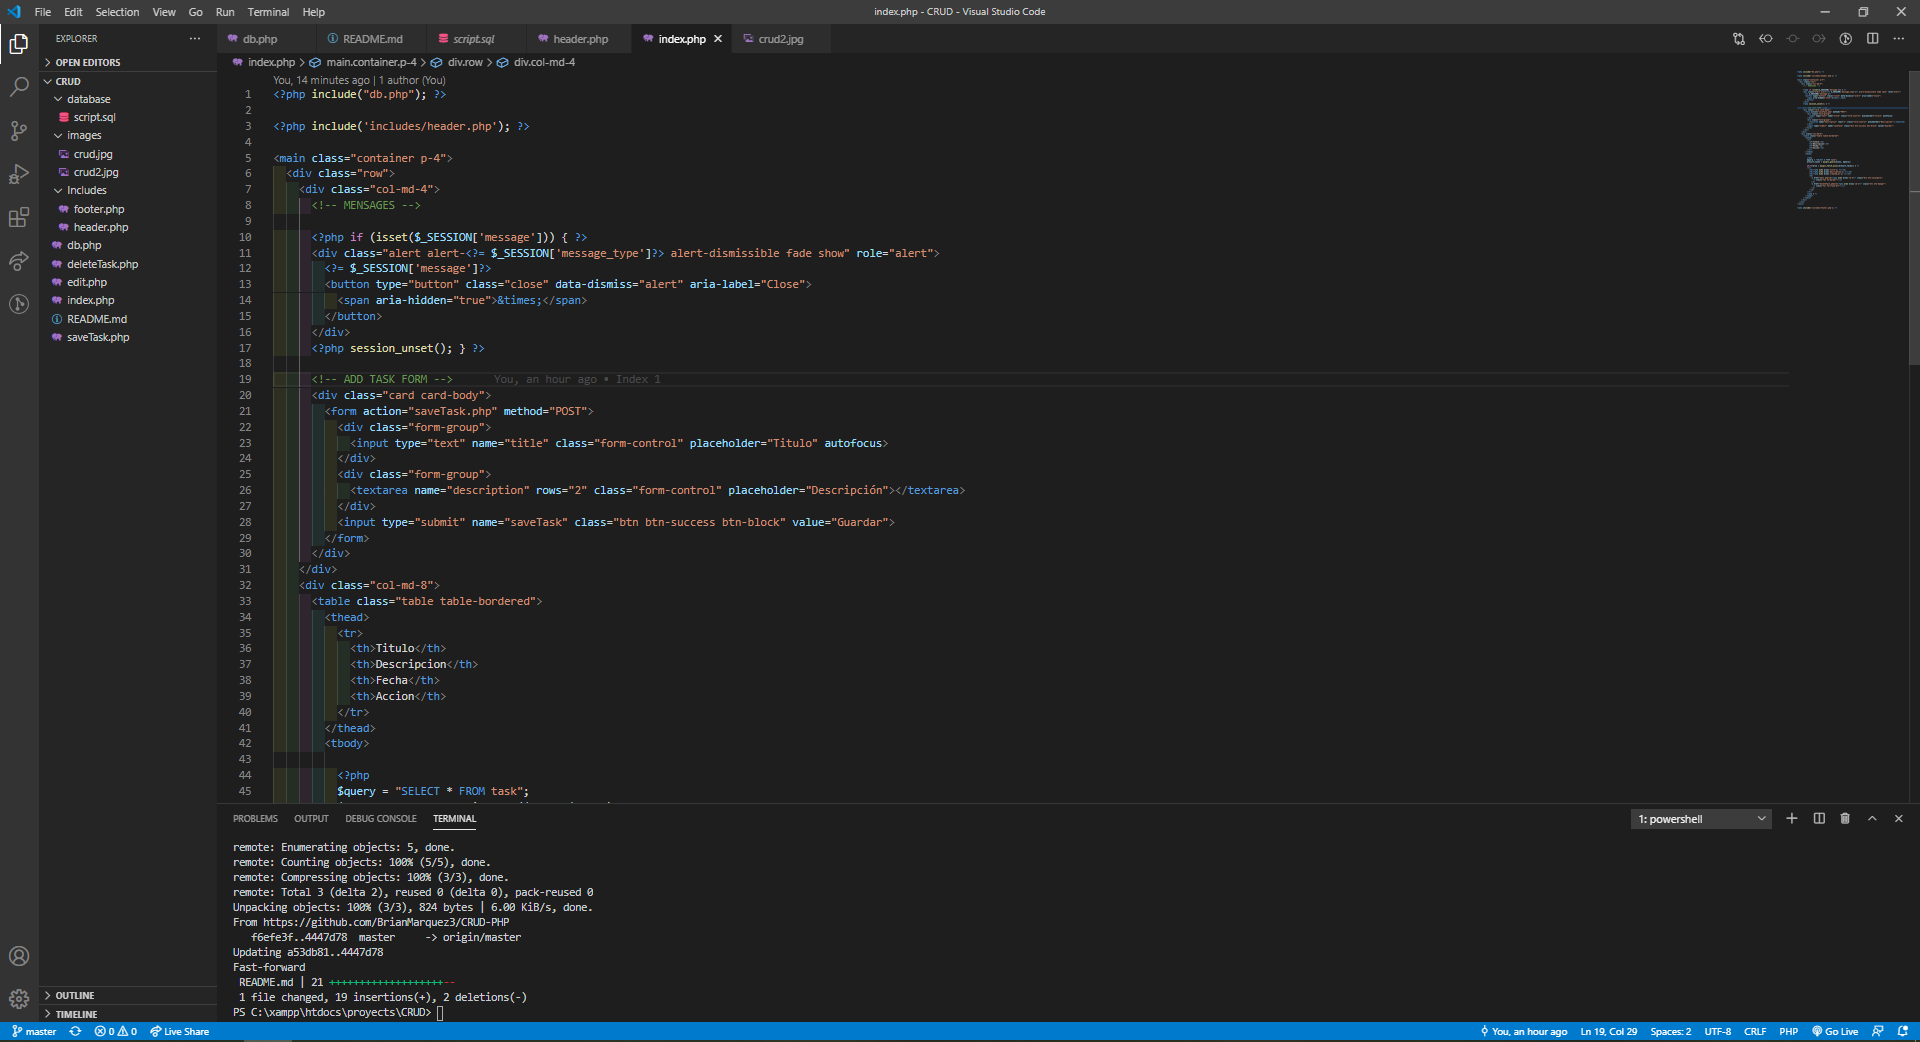 File Edit Selection View Go Run Terminal Help
index.php - CRUD - Visual Studio Code
EXPLORER
OPEN EDITORS
CRUD
database
script.sql
images
crud.jpg
crud2.jpg
Includes
footer.php
header.php
db.php
deleteTask.php
edit.php
index.php
README.md
saveTask.php
OUTLINE
TIMELINE
db.php README.md script.sql header.php index.php crud2.jpg
index.php > main.container.p-4 > div.row > div.col-md-4
You, 14 minutes ago | 1 author (You)
1 <?php include("db.php"); ?>
2
3 <?php include('includes/header.php'); ?>
4
5 <main class="container p-4">
6 <div class="row">
7 <div class="col-md-4">
8 <!-- MENSAGES -->
9
10 <?php if (isset($_SESSION['message'])) { ?>
11 <div class="alert alert-<?= $_SESSION['message_type']?> alert-dismissible fade show" role="alert">
12 <?= $_SESSION['message']?>
13 <button type="button" class="close" data-dismiss="alert" aria-label="Close">
14 <span aria-hidden="true">&times;</span>
15 </button>
16 </div>
17 <?php session_unset(); } ?>
18
19 <!-- ADD TASK FORM --> You, an hour ago • Index 1
20 <div class="card card-body">
21 <form action="saveTask.php" method="POST">
22 <div class="form-group">
23 <input type="text" name="title" class="form-control" placeholder="Titulo" autofocus>
24 </div>
25 <div class="form-group">
26 <textarea name="description" rows="2" class="form-control" placeholder="Descripción"></textarea>
27 </div>
28 <input type="submit" name="saveTask" class="btn btn-success btn-block" value="Guardar">
29 </form>
30 </div>
31 </div>
32 <div class="col-md-8">
33 <table class="table table-bordered">
34 <thead>
35 <tr>
36 <th>Titulo</th>
37 <th>Descripcion</th>
38 <th>Fecha</th>
39 <th>Accion</th>
40 </tr>
41 </thead>
42 <tbody>
43
44 <?php
45 $query = "SELECT * FROM task";
PROBLEMS OUTPUT DEBUG CONSOLE TERMINAL
1: powershell
remote: Enumerating objects: 5, done.
remote: Counting objects: 100% (5/5), done.
remote: Compressing objects: 100% (3/3), done.
remote: Total 3 (delta 2), reused 0 (delta 0), pack-reused 0
Unpacking objects: 100% (3/3), 824 bytes | 6.00 KiB/s, done.
From https://github.com/BrianMarquez3/CRUD-PHP
f6efe3f..4447d78 master -> origin/master
Updating a53db81..4447d78
Fast-forward
README.md | 21 +++++++++++++++++++--
1 file changed, 19 insertions(+), 2 deletions(-)
PS C:\xampp\htdocs\proyects\CRUD>
master 0 0 Live Share
You, an hour ago Ln 19, Col 29 Spaces: 2 UTF-8 CRLF PHP Go Live